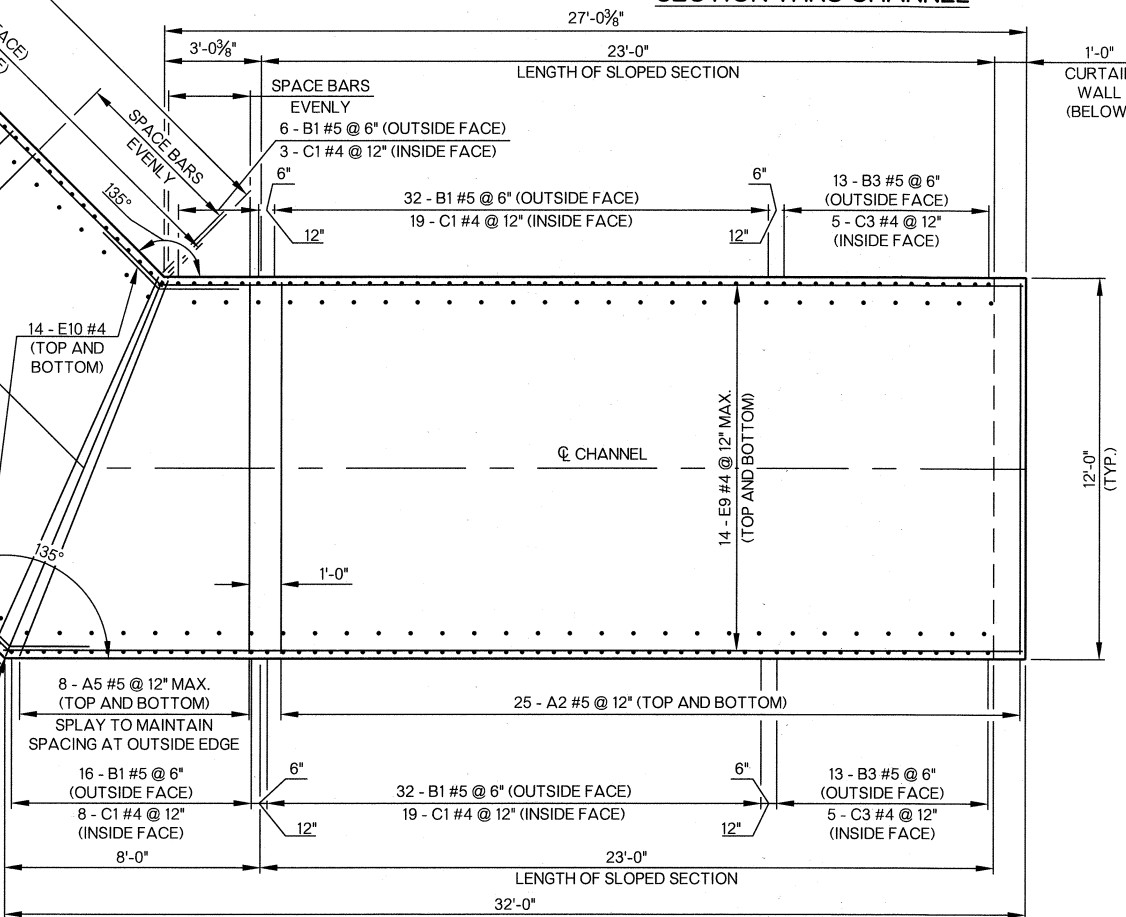 SECTION THRU CHANNEL
27'-0⅜"
3'-0⅜"
23'-0"
LENGTH OF SLOPED SECTION
1'-0"
WALL
SPACE BARS
EVENLY
SPACE BARS
EVENLY
6 - B1 #5 @ 6" (OUTSIDE FACE)
3 - C1 #4 @ 12" (INSIDE FACE)
6"
32 - B1 #5 @ 6" (OUTSIDE FACE)
19 - C1 #4 @ 12" (INSIDE FACE)
12"
6"
12"
13 - B3 #5 @ 6"
(OUTSIDE FACE)
5 - C3 #4 @ 12"
(INSIDE FACE)
135°
14 - E10 #4
(TOP AND
BOTTOM)
℄ CHANNEL
14 - E9 #4 @ 12" MAX.
(TOP AND BOTTOM)
12'-0"
(TYP.)
135°
1'-0"
8 - A5 #5 @ 12" MAX.
(TOP AND BOTTOM)
SPLAY TO MAINTAIN
SPACING AT OUTSIDE EDGE
25 - A2 #5 @ 12" (TOP AND BOTTOM)
16 - B1 #5 @ 6"
(OUTSIDE FACE)
8 - C1 #4 @ 12"
(INSIDE FACE)
6"
12"
32 - B1 #5 @ 6" (OUTSIDE FACE)
19 - C1 #4 @ 12" (INSIDE FACE)
6"
12"
13 - B3 #5 @ 6"
(OUTSIDE FACE)
5 - C3 #4 @ 12"
(INSIDE FACE)
8'-0"
23'-0"
LENGTH OF SLOPED SECTION
32'-0"